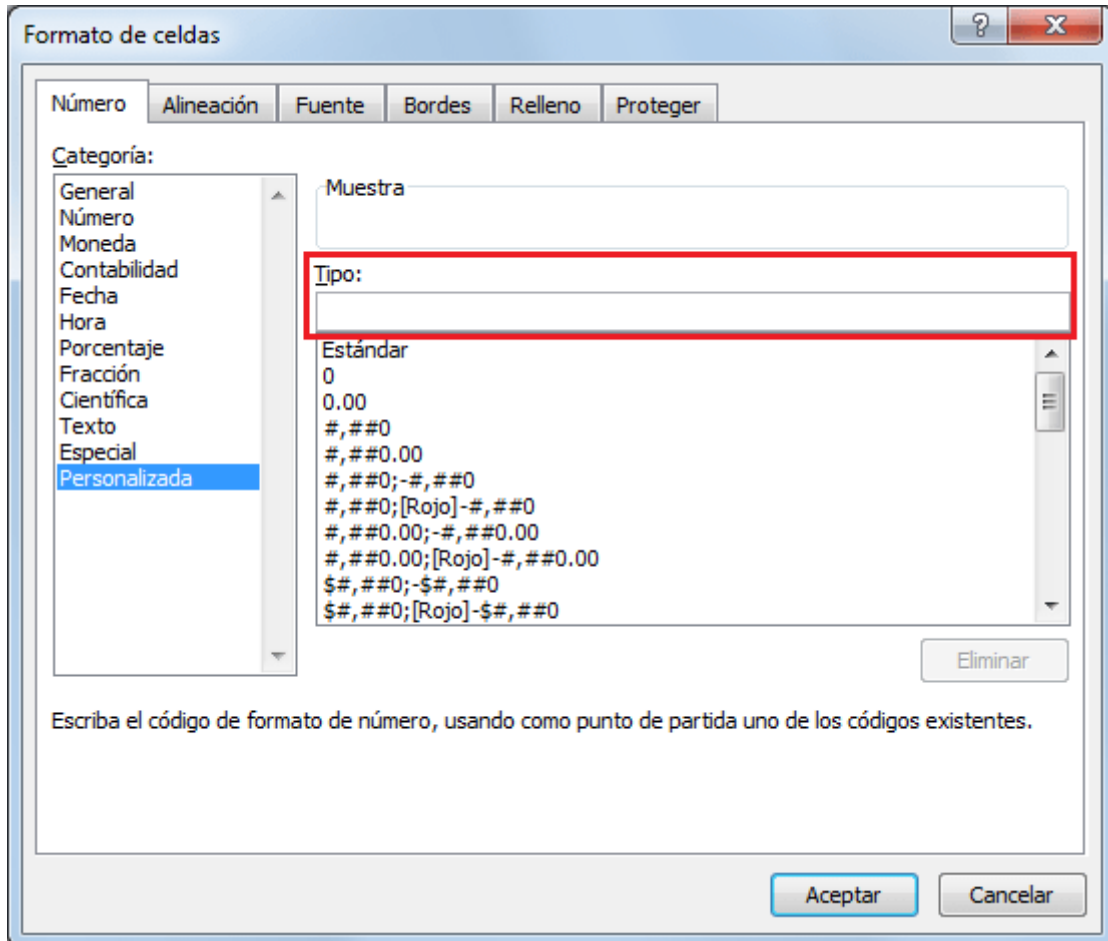 Formato de celdas
Número Alineación Fuente Bordes Relleno Proteger
Categoría:
General
Número
Moneda
Contabilidad
Fecha
Hora
Porcentaje
Fracción
Científica
Texto
Especial
Personalizada
Muestra
Tipo:
Estándar
0
0.00
#,##0
#,##0.00
#,##0;-#,##0
#,##0;[Rojo]-#,##0
#,##0.00;-#,##0.00
#,##0.00;[Rojo]-#,##0.00
$#,##0;-$#,##0
$#,##0;[Rojo]-$#,##0
Eliminar
Escriba el código de formato de número, usando como punto de partida uno de los códigos existentes.
Aceptar Cancelar